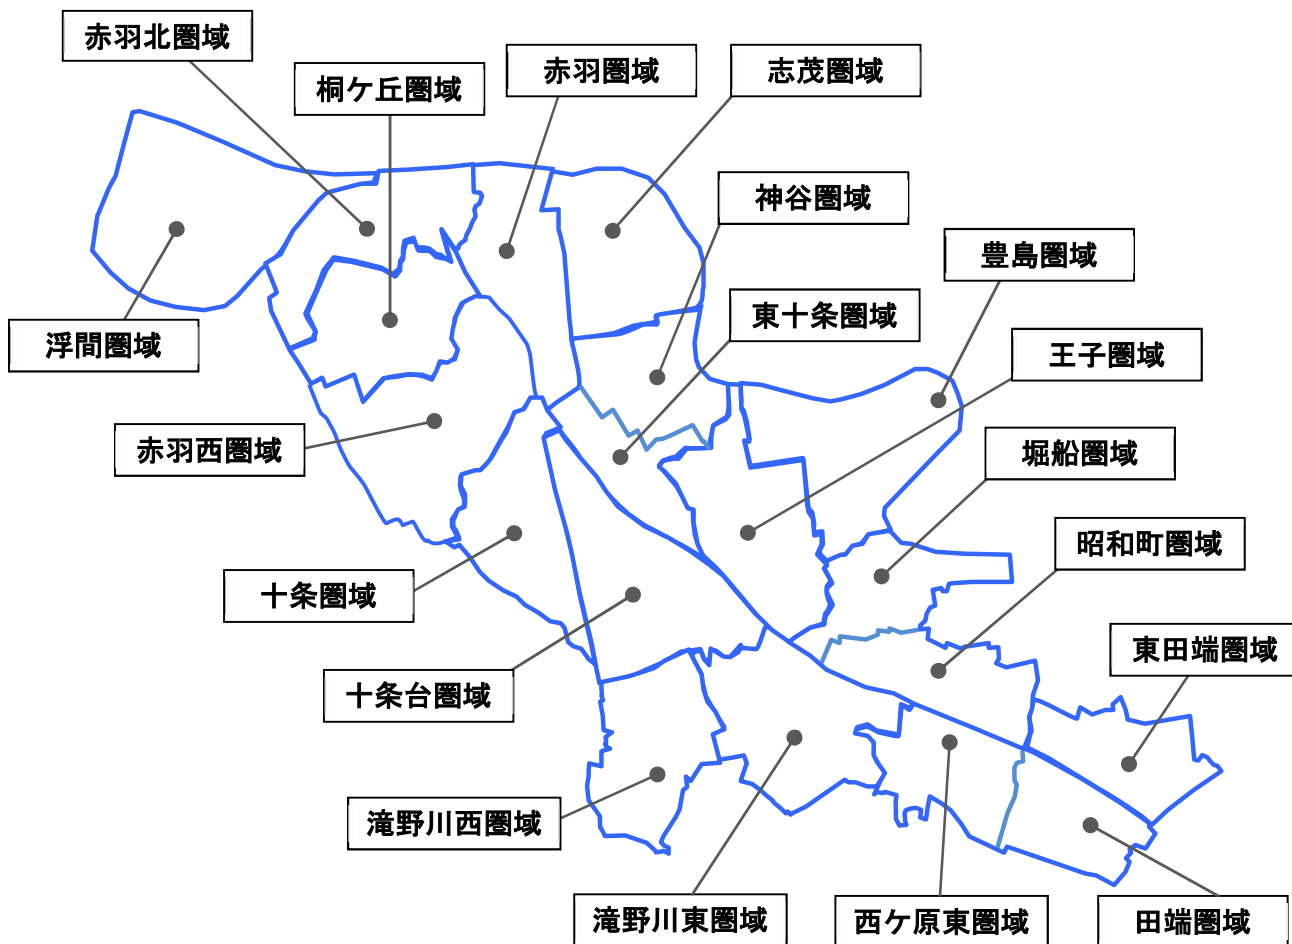 赤羽北圏域
桐ケ丘圏域
赤羽圏域
志茂圏域
神谷圏域
豊島圏域
東十条圏域
浮間圏域
王子圏域
赤羽西圏域
堀船圏域
昭和町圏域
十条圏域
東田端圏域
十条台圏域
滝野川西圏域
滝野川東圏域
西ケ原東圏域
田端圏域